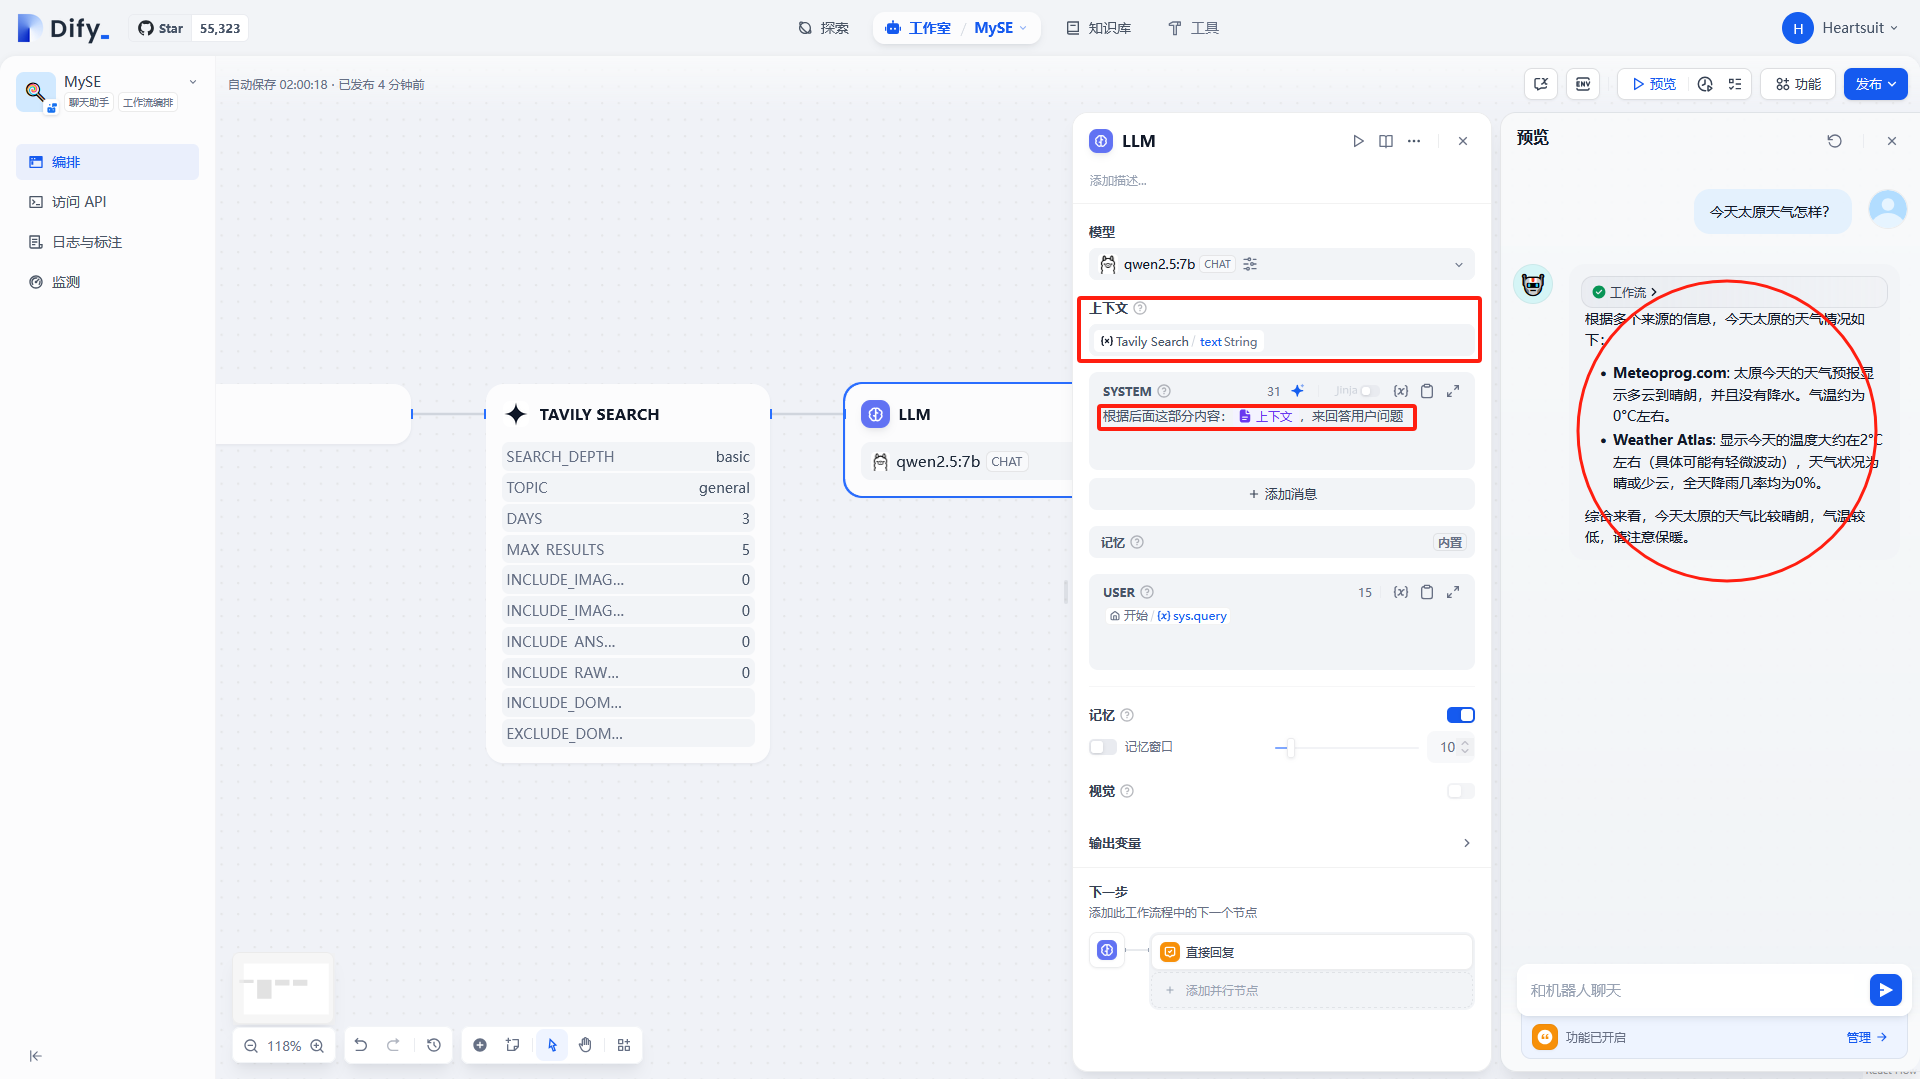 Dify_
Star 55,323
探索
工作室 / MySE
知识库
工具
H Heartsuit
MySE
聊天助手 工作流编排
编排
访问 API
日志与标注
监测
自动保存 02:00:18 · 已发布 4 分钟前
ENV
预览
功能
发布
TAVILY SEARCH
SEARCH_DEPTH basic
TOPIC general
DAYS 3
MAX RESULTS 5
INCLUDE_IMAG... 0
INCLUDE_IMAG... 0
INCLUDE ANS... 0
INCLUDE RAW... 0
INCLUDE_DOM...
EXCLUDE_DOM...
LLM
qwen2.5:7b CHAT
118%
LLM
添加描述...
模型
qwen2.5:7b CHAT
上下文
(x) Tavily Search / text String
SYSTEM 31 Jinja {x}
根据后面这部分内容： 上下文 ，来回答用户问题
+ 添加消息
记忆 内置
USER 15 {x}
开始 / {x} sys.query
记忆
记忆窗口 10
视觉
输出变量
下一步
添加此工作流程中的下一个节点
直接回复
+ 添加并行节点
预览
今天太原天气怎样？
工作流
根据多个来源的信息，今天太原的天气情况如
下：
• Meteoprog.com: 太原今天的天气预报显
示多云到晴朗，并且没有降水。气温约为
0°C左右。
• Weather Atlas: 显示今天的温度大约在2°C
左右（具体可能有轻微波动），天气状况为
晴或少云，全天降雨几率均为0%。
综合来看，今天太原的天气比较晴朗，气温较
低，请注意保暖。
和机器人聊天
功能已开启
管理 →